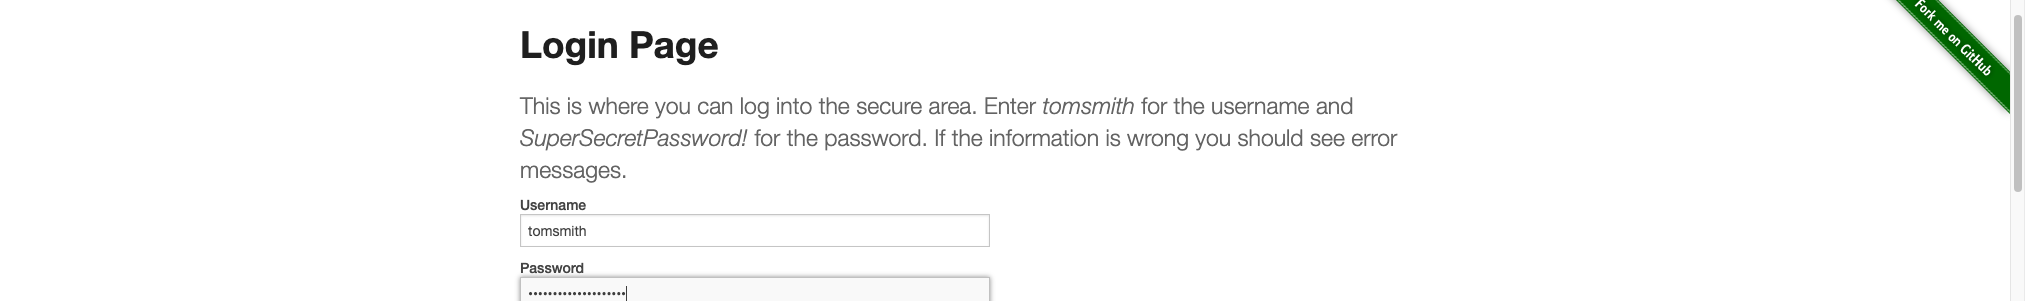 Fork me on GitHub
Login Page
This is where you can log into the secure area. Enter tomsmith for the username and
SuperSecretPassword! for the password. If the information is wrong you should see error
messages.
Username
tomsmith
Password
••••••••••••••••••••